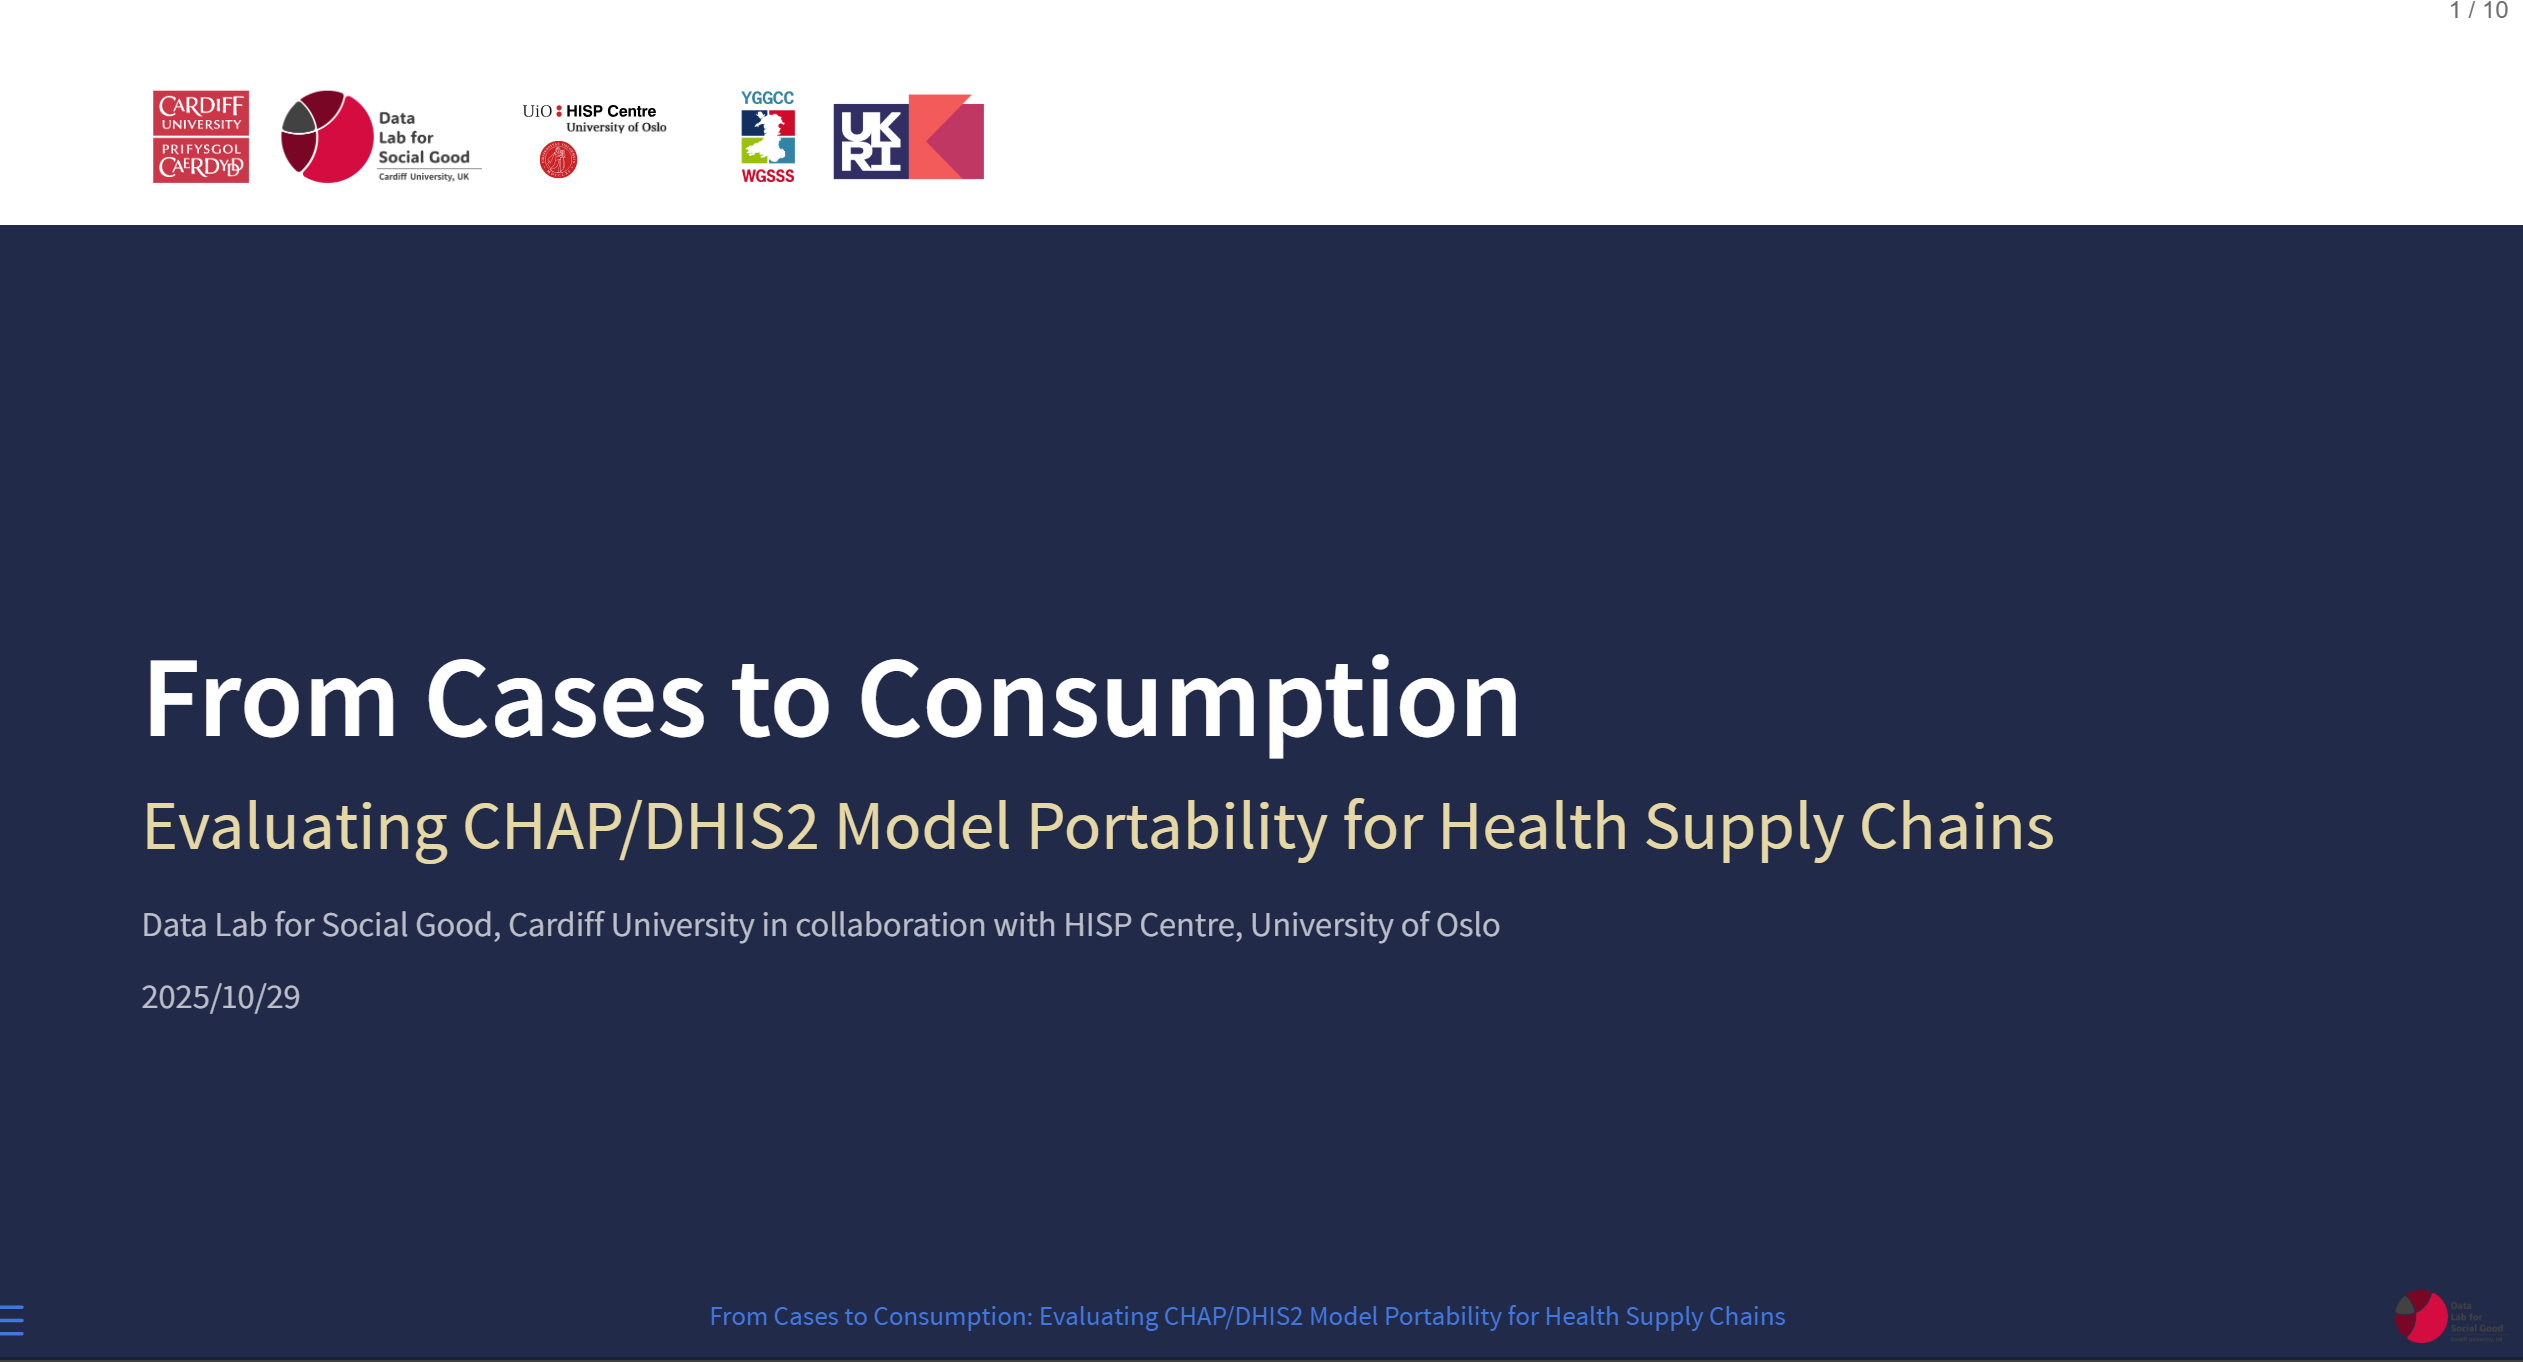 1 / 10
CARDIFF
UNIVERSITY
PRIFYSGOL
CAERDYDD
Data
Lab for
Social Good
Cardiff University, UK
UiO : HISP Centre
University of Oslo
YGGCC
WGSSS
UK
RI
From Cases to Consumption
Evaluating CHAP/DHIS2 Model Portability for Health Supply Chains
Data Lab for Social Good, Cardiff University in collaboration with HISP Centre, University of Oslo
2025/10/29
From Cases to Consumption: Evaluating CHAP/DHIS2 Model Portability for Health Supply Chains
Data
Lab for
Social Good